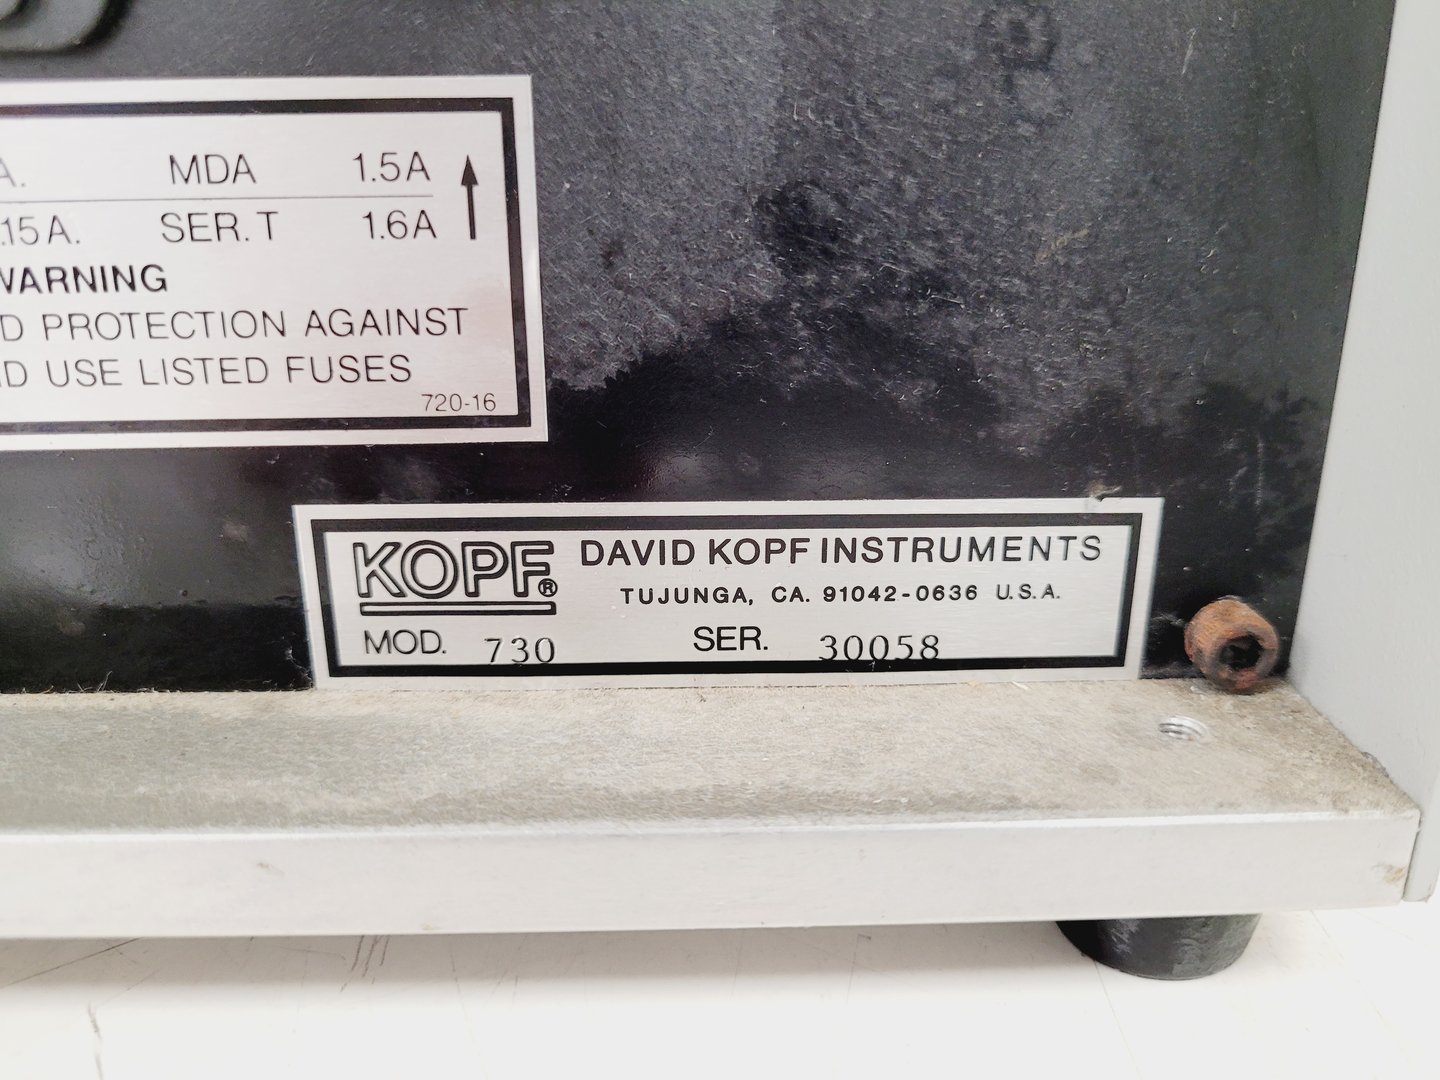 A. MDA 1.5A
.15A. SER. T 1.6A
WARNING
D PROTECTION AGAINST
D USE LISTED FUSES
720-16
KOPF® DAVID KOPF INSTRUMENTS
TUJUNGA, CA. 91042-0636 U.S.A.
MOD. 730 SER. 30058